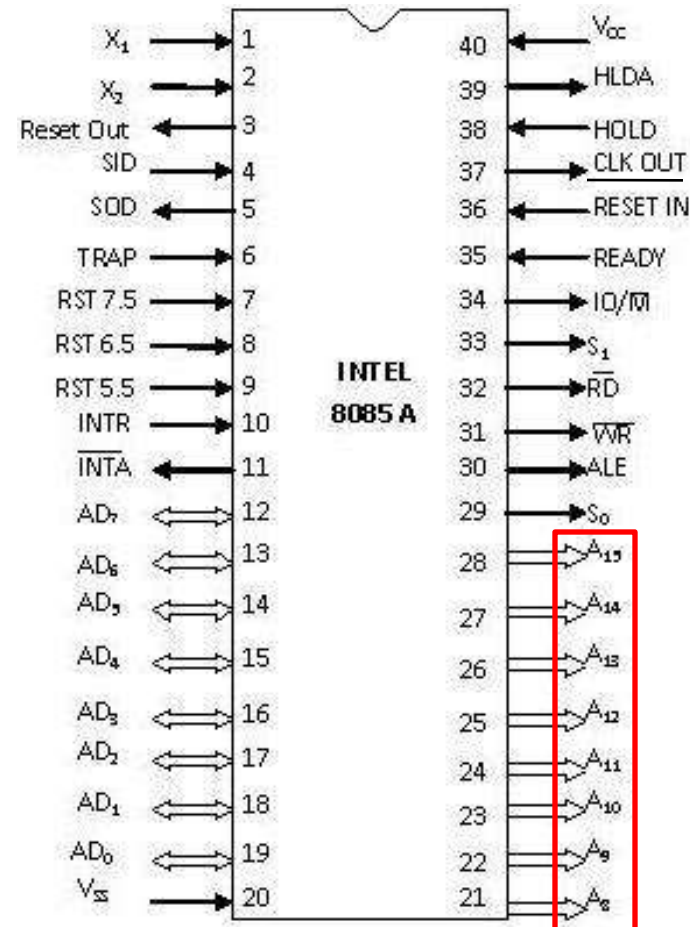 X₁ 1 40 Vcc
X₂ 2 39 HLDA
Reset Out 3 38 HOLD
SID 4 37 CLK OUT
SOD 5 36 RESET IN
TRAP 6 35 READY
RST 7.5 7 34 IO/M̅
RST 6.5 8 33 S₁
RST 5.5 9 32 R̅D̅
INTR 10 31 W̅R̅
I̅N̅T̅A̅ 11 30 ALE
AD₇ 12 29 S₀
AD₆ 13 28 A₁₅
AD₅ 14 27 A₁₄
AD₄ 15 26 A₁₃
AD₃ 16 25 A₁₂
AD₂ 17 24 A₁₁
AD₁ 18 23 A₁₀
AD₀ 19 22 A₉
Vss 20 21 A₈
INTEL
8085 A